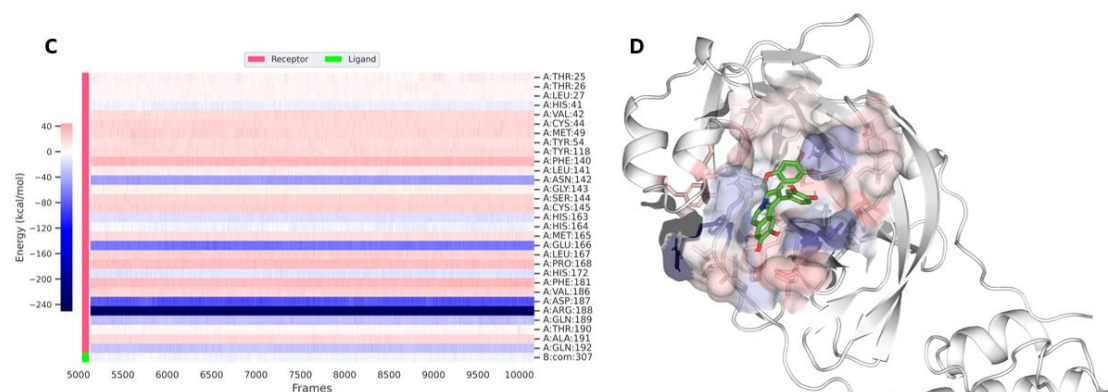 C
D
Receptor Ligand
Energy (kcal/mol)
40
0
−40
−80
−120
−160
−200
−240
A:THR:25
A:THR:26
A:LEU:27
A:HIS:41
A:VAL:42
A:CYS:44
A:MET:49
A:TYR:54
A:TYR:118
A:PHE:140
A:LEU:141
A:ASN:142
A:GLY:143
A:SER:144
A:CYS:145
A:HIS:163
A:HIS:164
A:MET:165
A:GLU:166
A:LEU:167
A:PRO:168
A:HIS:172
A:PHE:181
A:VAL:186
A:ASP:187
A:ARG:188
A:GLN:189
A:THR:190
A:ALA:191
A:GLN:192
B:com:307
5000 5500 6000 6500 7000 7500 8000 8500 9000 9500 10000
Frames